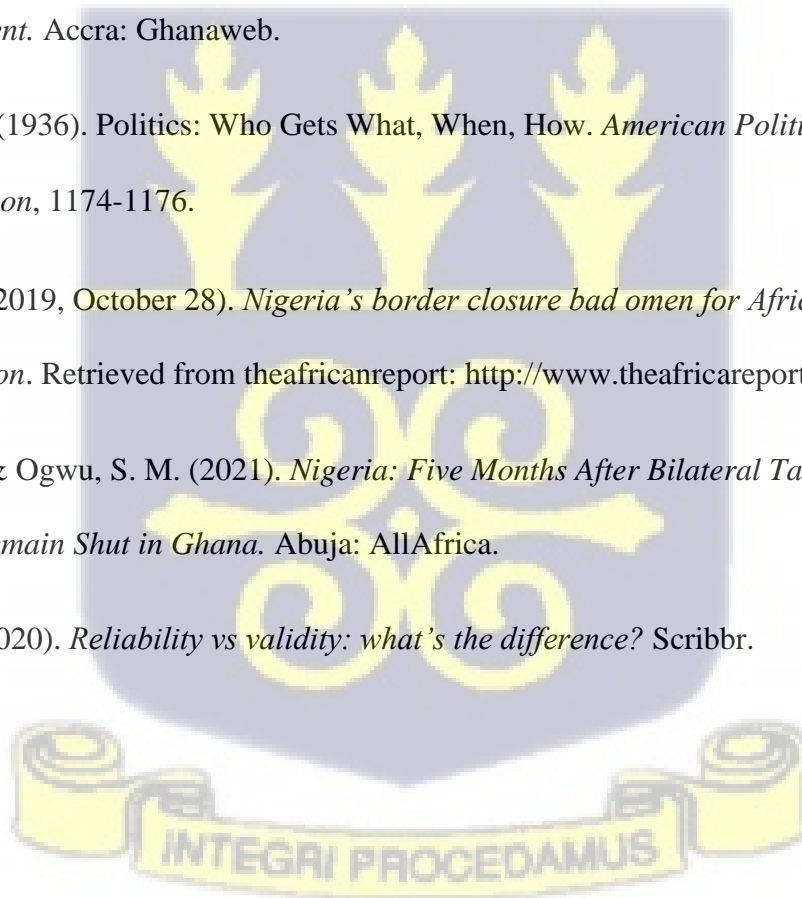 ent. Accra: Ghanaweb.
(1936). Politics: Who Gets What, When, How. American Politi
on, 1174-1176.
2019, October 28). Nigeria’s border closure bad omen for Afric
on. Retrieved from theafricanreport: http://www.theafricareport
& Ogwu, S. M. (2021). Nigeria: Five Months After Bilateral Ta
main Shut in Ghana. Abuja: AllAfrica.
020). Reliability vs validity: what’s the difference? Scribbr.
INTEGRI PROCEDAMUS